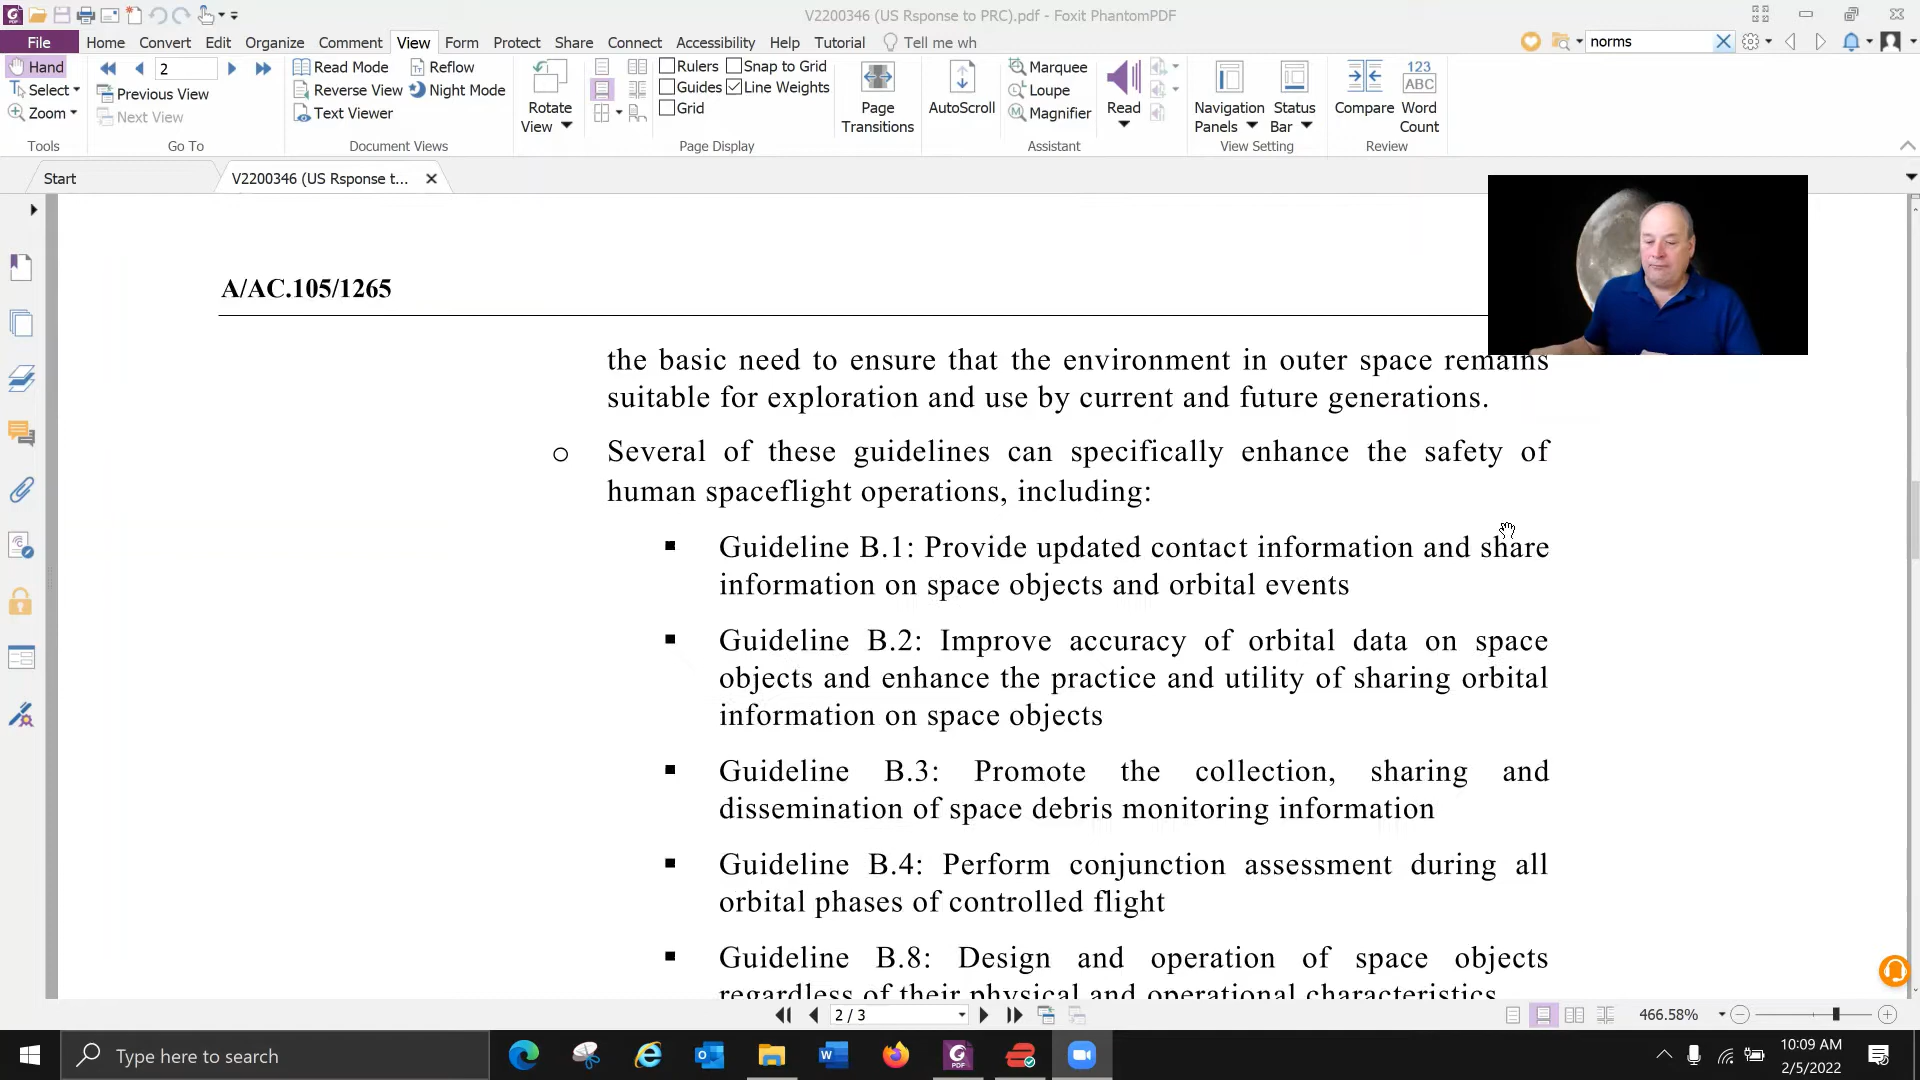 V2200346 (US Rsponse to PRC).pdf - Foxit PhantomPDF
File Home Convert Edit Organize Comment View Form Protect Share Connect Accessibility Help Tutorial Tell me wh norms
Hand 2 Read Mode Reflow Rulers Snap to Grid Marquee 123
Select Previous View Reverse View Night Mode Guides Line Weights Loupe ABC
Zoom Next View Text Viewer Grid Magnifier
Rotate View Page Transitions AutoScroll Read Navigation Panels Status Bar Compare Word Count
Tools Go To Document Views Page Display Assistant View Setting Review
Start V2200346 (US Rsponse t...
A/AC.105/1265
the basic need to ensure that the environment in outer space remains
suitable for exploration and use by current and future generations.
o Several of these guidelines can specifically enhance the safety of
human spaceflight operations, including:
▪ Guideline B.1: Provide updated contact information and share
information on space objects and orbital events
▪ Guideline B.2: Improve accuracy of orbital data on space
objects and enhance the practice and utility of sharing orbital
information on space objects
▪ Guideline B.3: Promote the collection, sharing and
dissemination of space debris monitoring information
▪ Guideline B.4: Perform conjunction assessment during all
orbital phases of controlled flight
▪ Guideline B.8: Design and operation of space objects
regardless of their physical and operational characteristics
2 / 3 466.58%
Type here to search
10:09 AM
2/5/2022